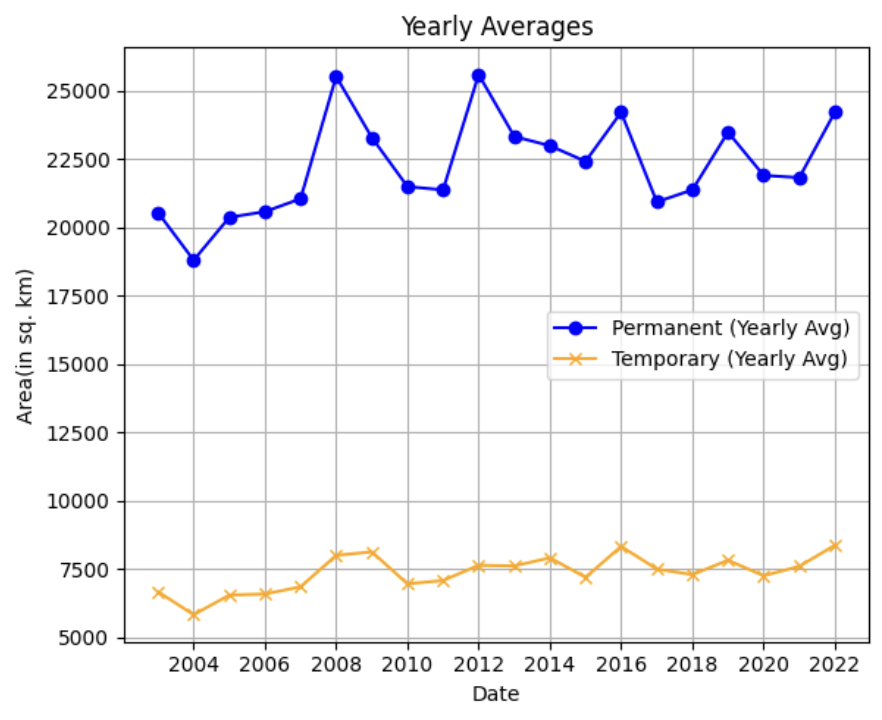 Yearly Averages
25000
22500
20000
17500
15000
12500
10000
7500
5000
Area(in sq. km)
Permanent (Yearly Avg)
Temporary (Yearly Avg)
2004 2006 2008 2010 2012 2014 2016 2018 2020 2022
Date